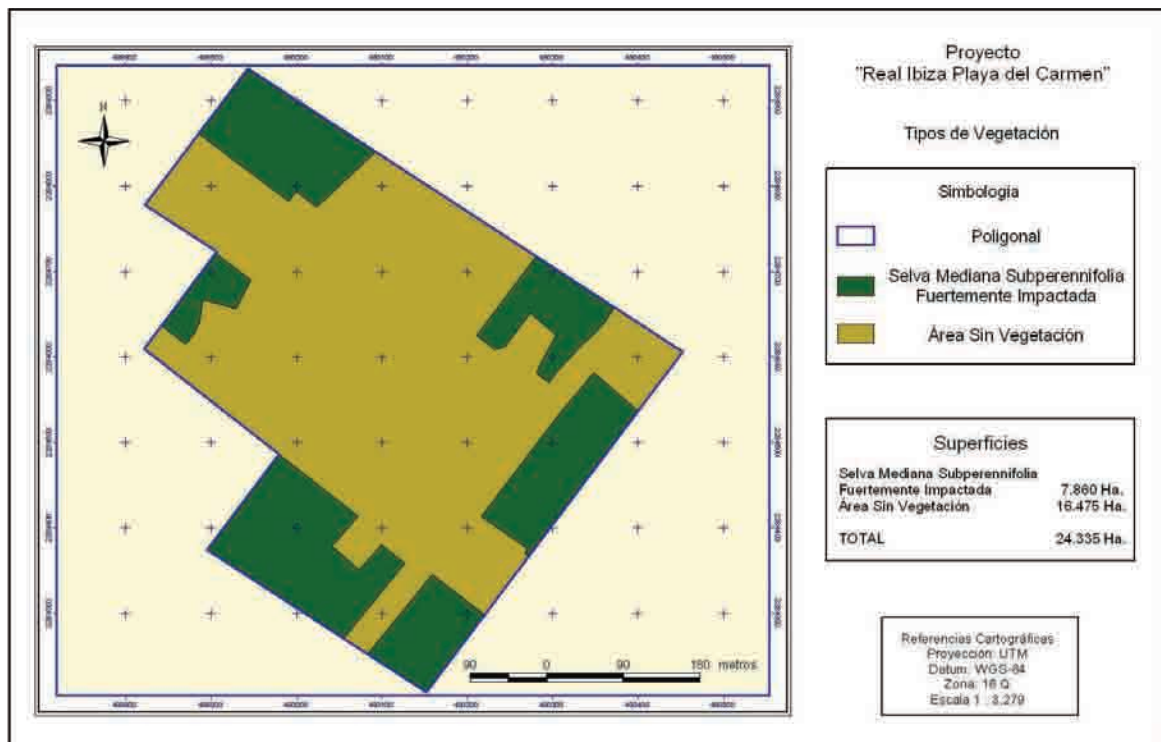 Proyecto
"Real Ibiza Playa del Carmen"
Tipos de Vegetación
Simbologia
Poligonal
Selva Mediana Subperennifolia
Fuertemente Impactada
Área Sin Vegetación
Superficies
Selva Mediana Subperennifolia
Fuertemente Impactada 7.860 Ha.
Área Sin Vegetación 16.475 Ha.
TOTAL 24.335 Ha.
Referencias Cartográficas
Proyección: UTM
Datum: WGS-84
Zona: 16 Q
Escala 1 : 3,279
N
90 0 90 180 metros